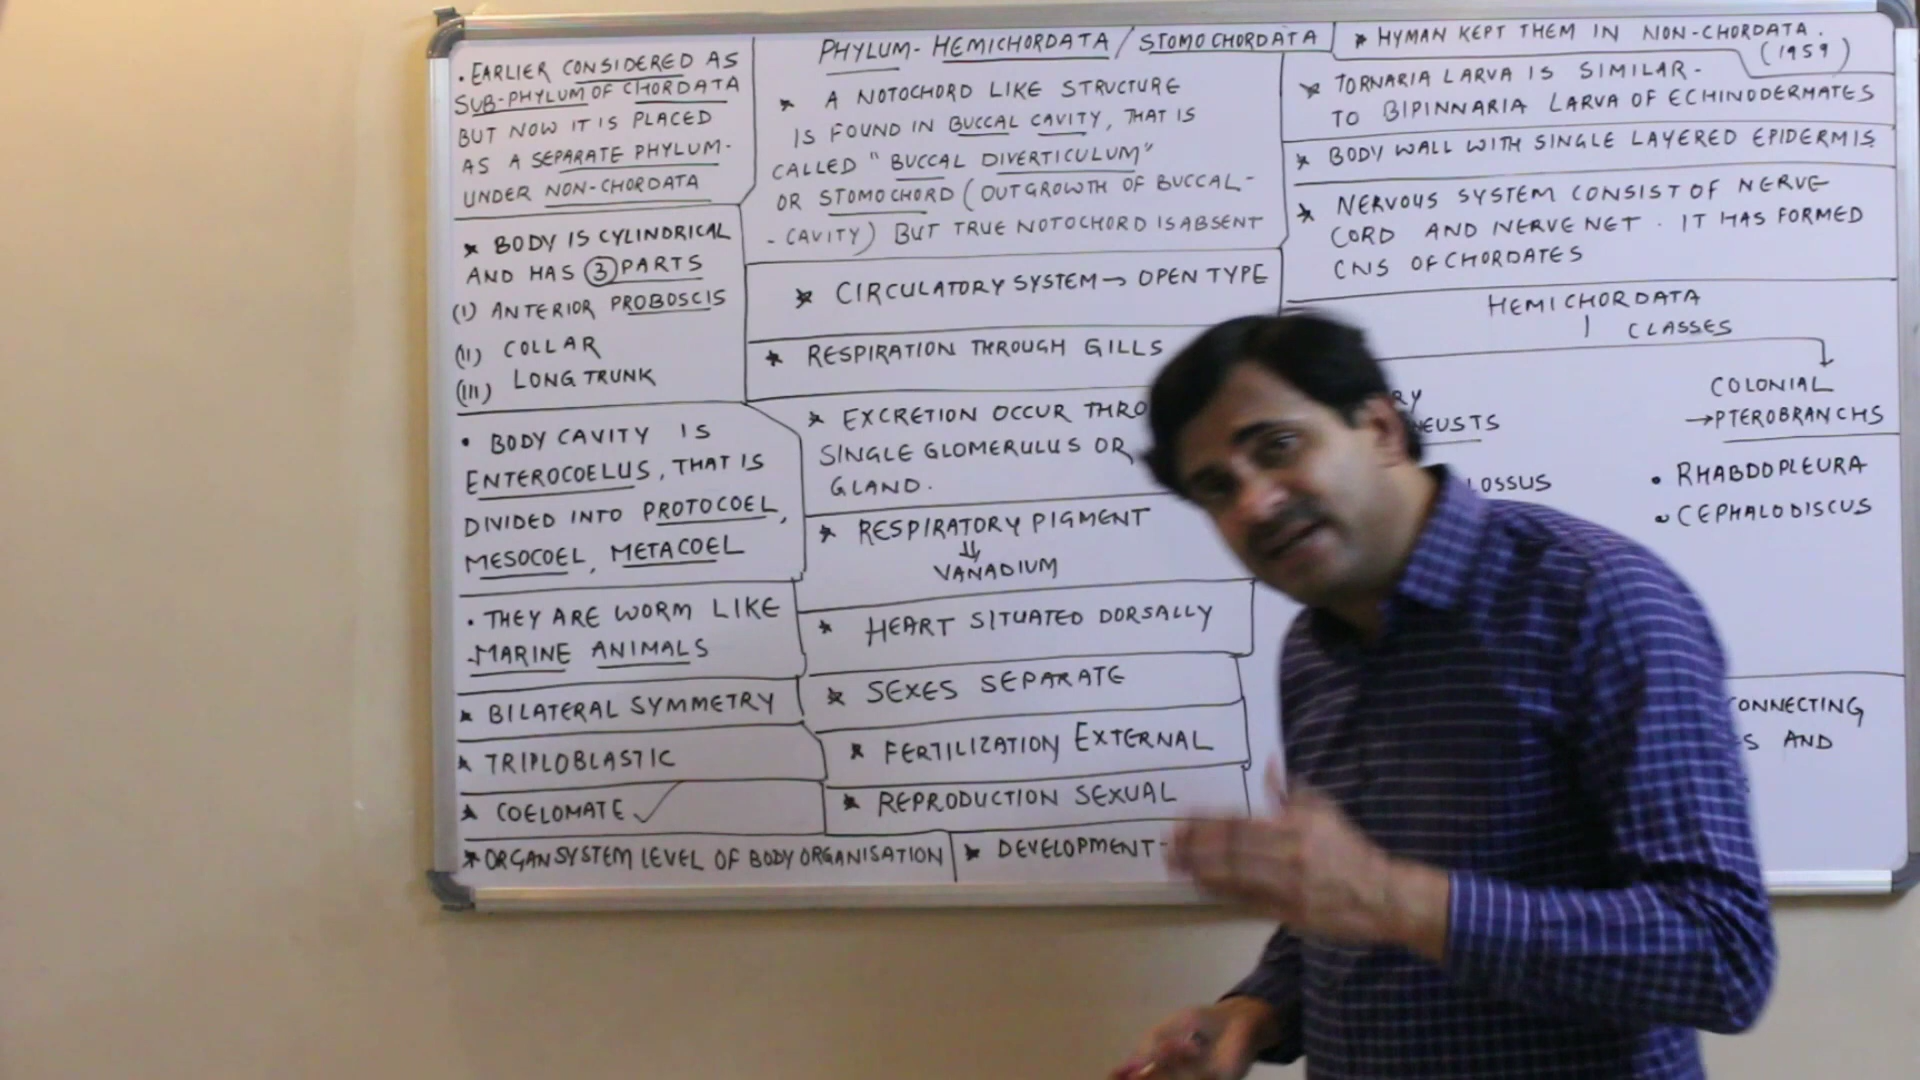 . EARLIER CONSIDERED AS
SUB-PHYLUM OF CHORDATA
BUT NOW IT IS PLACED
AS A SEPARATE PHYLUM-
UNDER NON-CHORDATA
* BODY IS CYLINDRICAL
AND HAS 3 PARTS
(I) ANTERIOR PROBOSCIS
(II) COLLAR
(III) LONG TRUNK
• BODY CAVITY IS
ENTEROCOELUS, THAT IS
DIVIDED INTO PROTOCOEL,
MESOCOEL, METACOEL
. THEY ARE WORM LIKE
MARINE ANIMALS
* BILATERAL SYMMETRY
* TRIPLOBLASTIC
* COELOMATE ✓
* ORGAN SYSTEM LEVEL OF BODY ORGANISATION
PHYLUM- HEMICHORDATA / STOMOCHORDATA
* A NOTOCHORD LIKE STRUCTURE
IS FOUND IN BUCCAL CAVITY, THAT IS
CALLED "BUCCAL DIVERTICULUM"
OR STOMOCHORD (OUTGROWTH OF BUCCAL-
- CAVITY) BUT TRUE NOTOCHORD IS ABSENT
* CIRCULATORY SYSTEM → OPEN TYPE
* RESPIRATION THROUGH GILLS
* EXCRETION OCCUR THRO
SINGLE GLOMERULUS OR
GLAND.
* RESPIRATORY PIGMENT
⇓
VANADIUM
* HEART SITUATED DORSALLY
* SEXES SEPARATE
* FERTILIZATION EXTERNAL
* REPRODUCTION SEXUAL
* DEVELOPMENT-
* HYMAN KEPT THEM IN NON-CHORDATA.
(1959)
* TORNARIA LARVA IS SIMILAR-
TO BIPINNARIA LARVA OF ECHINODERMATES
* BODY WALL WITH SINGLE LAYERED EPIDERMIS
* NERVOUS SYSTEM CONSIST OF NERVE
CORD AND NERVE NET. IT HAS FORMED
CNS OF CHORDATES
HEMICHORDATA
CLASSES
RY
EUSTS
LOSSUS
COLONIAL
→PTEROBRANCHS
• RHABDOPLEURA
• CEPHALODISCUS
ONNECTING
S AND